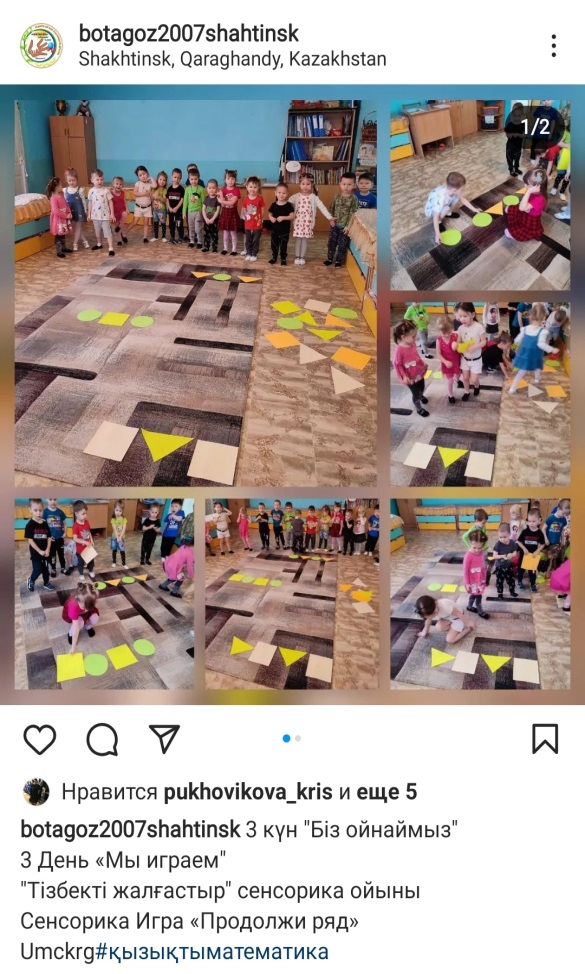 botagoz2007shahtinsk
Shakhtinsk, Qaraghandy, Kazakhstan
1/2
Нравится pukhovikova_kris и еще 5
botagoz2007shahtinsk 3 күн "Біз ойнаймыз"
3 День «Мы играем"
"Тізбекті жалғастыр" сенсорика ойыны
Сенсорика Игра «Продолжи ряд»
Umckrg#қызықтыматематика